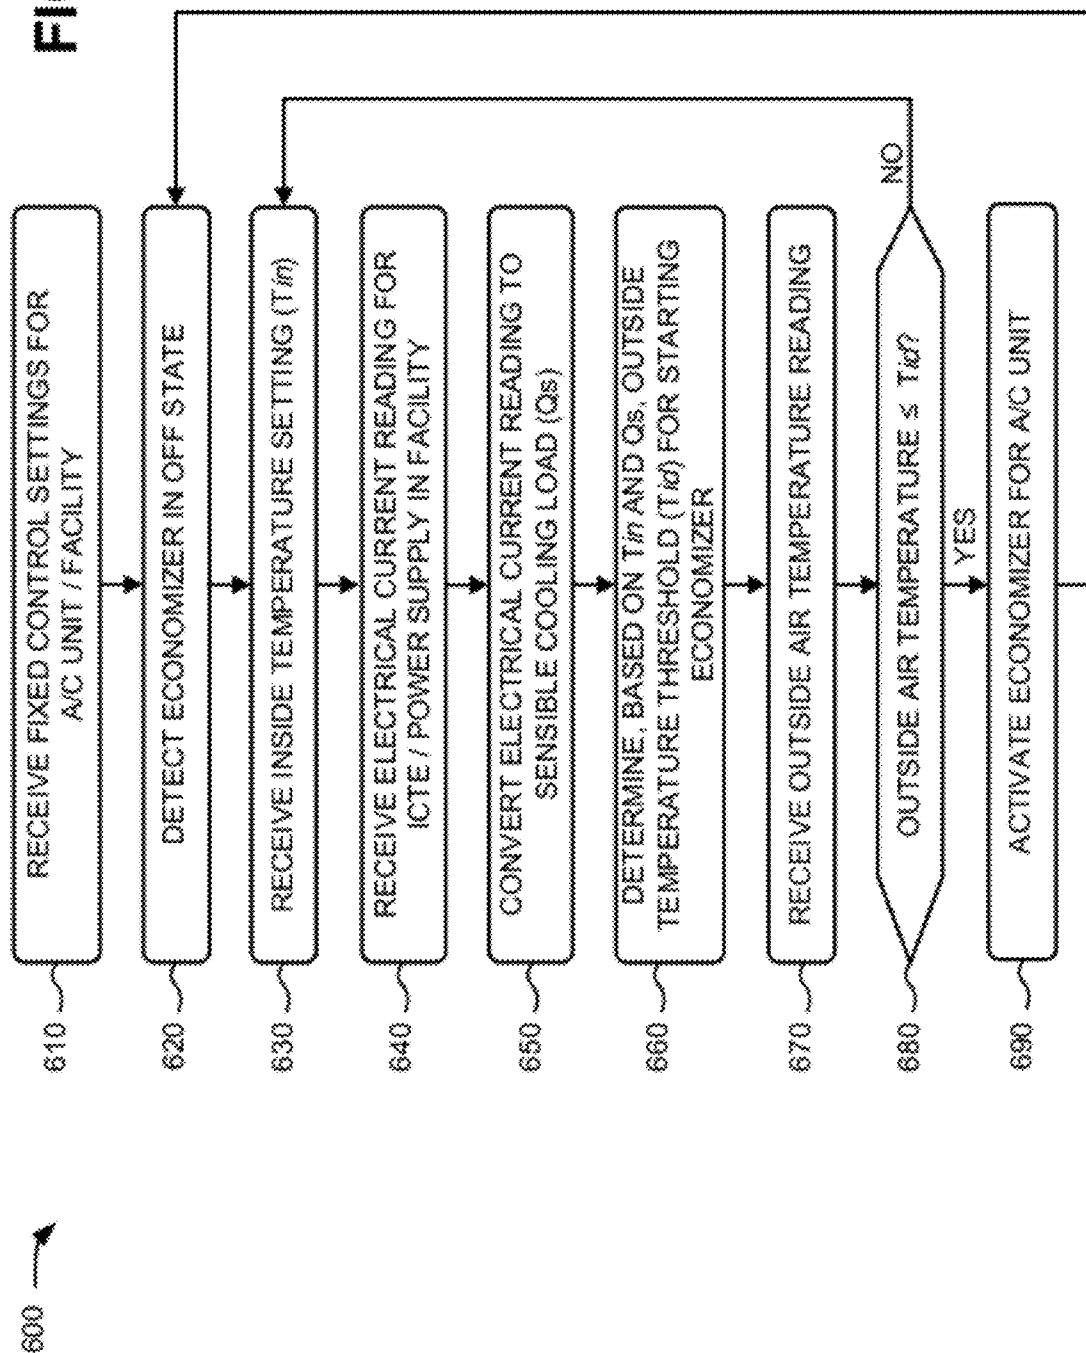 600
610
RECEIVE FIXED CONTROL SETTINGS FOR
A/C UNIT / FACILITY
620
DETECT ECONOMIZER IN OFF STATE
630
RECEIVE INSIDE TEMPERATURE SETTING (Tin)
640
RECEIVE ELECTRICAL CURRENT READING FOR
ICTE / POWER SUPPLY IN FACILITY
650
CONVERT ELECTRICAL CURRENT READING TO
SENSIBLE COOLING LOAD (Qs)
660
DETERMINE, BASED ON Tin AND Qs, OUTSIDE
TEMPERATURE THRESHOLD (Tid) FOR STARTING
ECONOMIZER
670
RECEIVE OUTSIDE AIR TEMPERATURE READING
680
OUTSIDE AIR TEMPERATURE ≤ Tid?
NO
YES
690
ACTIVATE ECONOMIZER FOR A/C UNIT